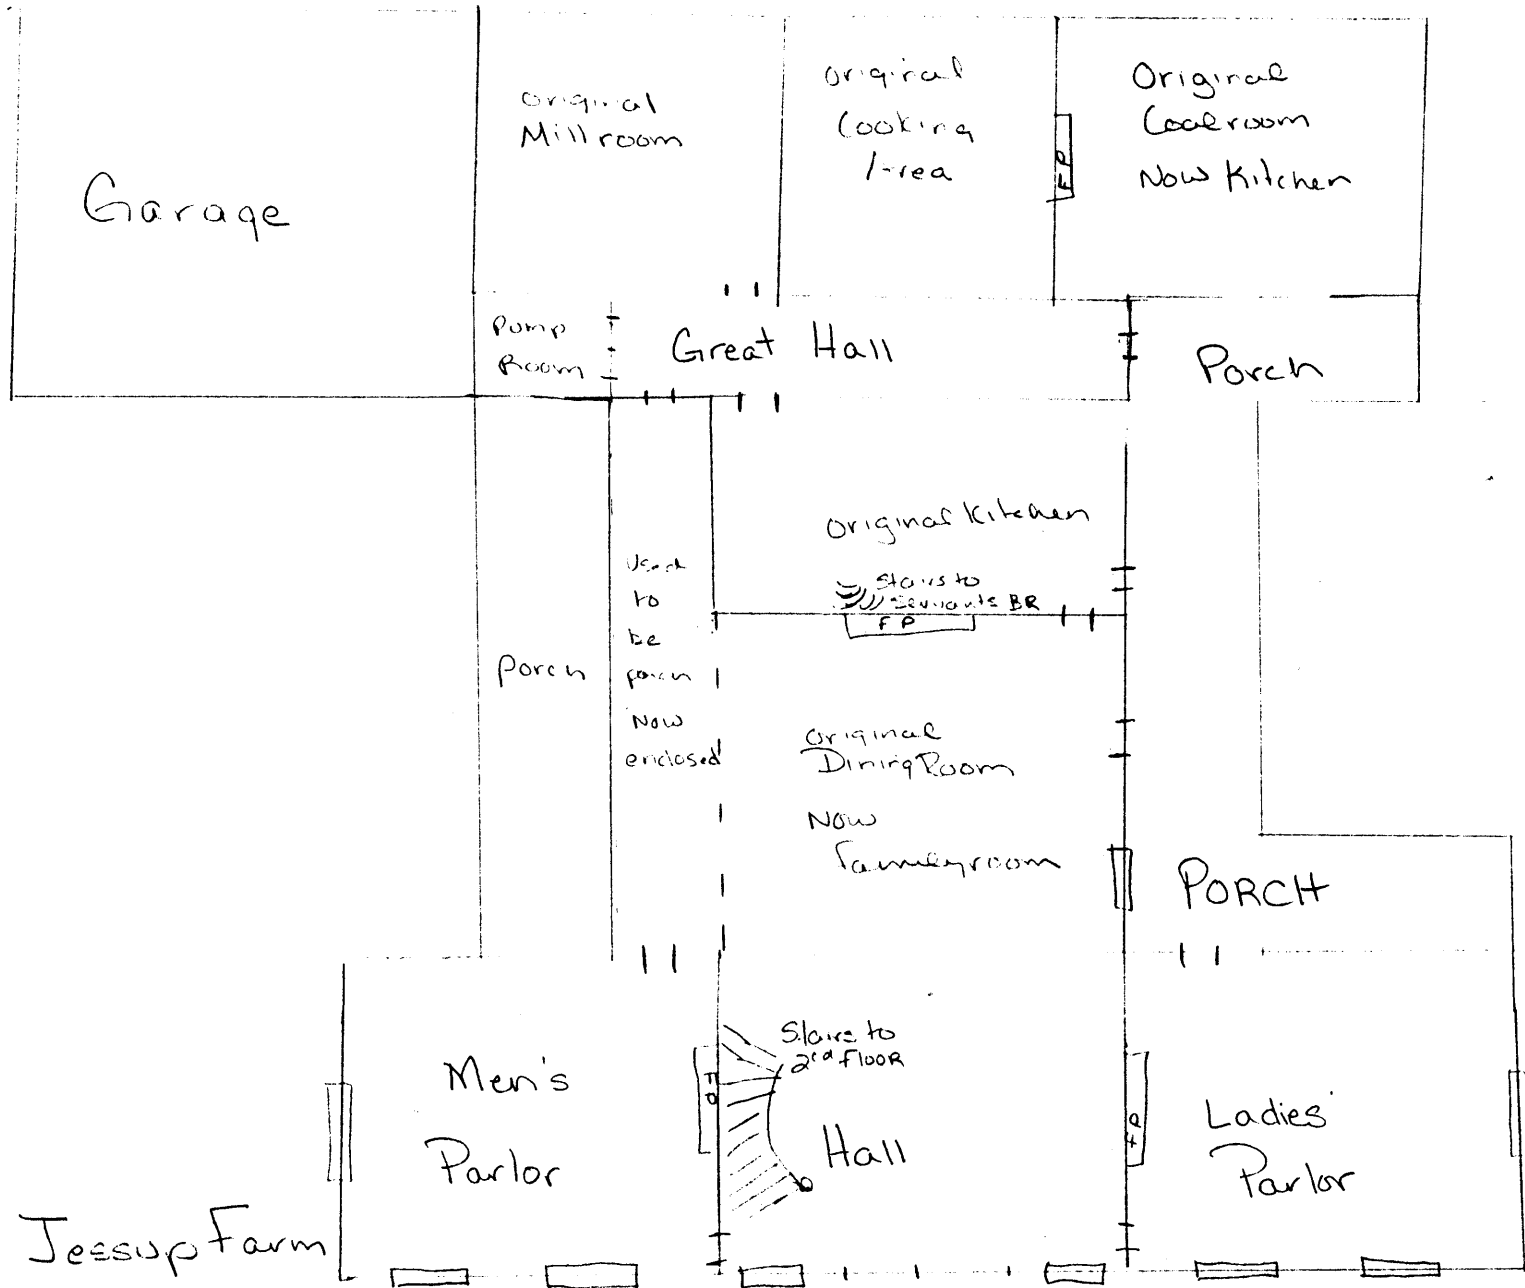 Garage
original
Millroom
original
Cooking
Area
FP
Original
Coalroom
Now Kitchen
Pump
Room
Great Hall
Porch
original Kitchen
Stairs to
Servants BR
FP
Porch
Used
to
be
porch
Now
enclosed
original
Dining Room
Now
Familyroom
PORCH
Men's
Parlor
FP
Stairs to
2nd FLOOR
Hall
FP
Ladies'
Parlor
Jessup Farm